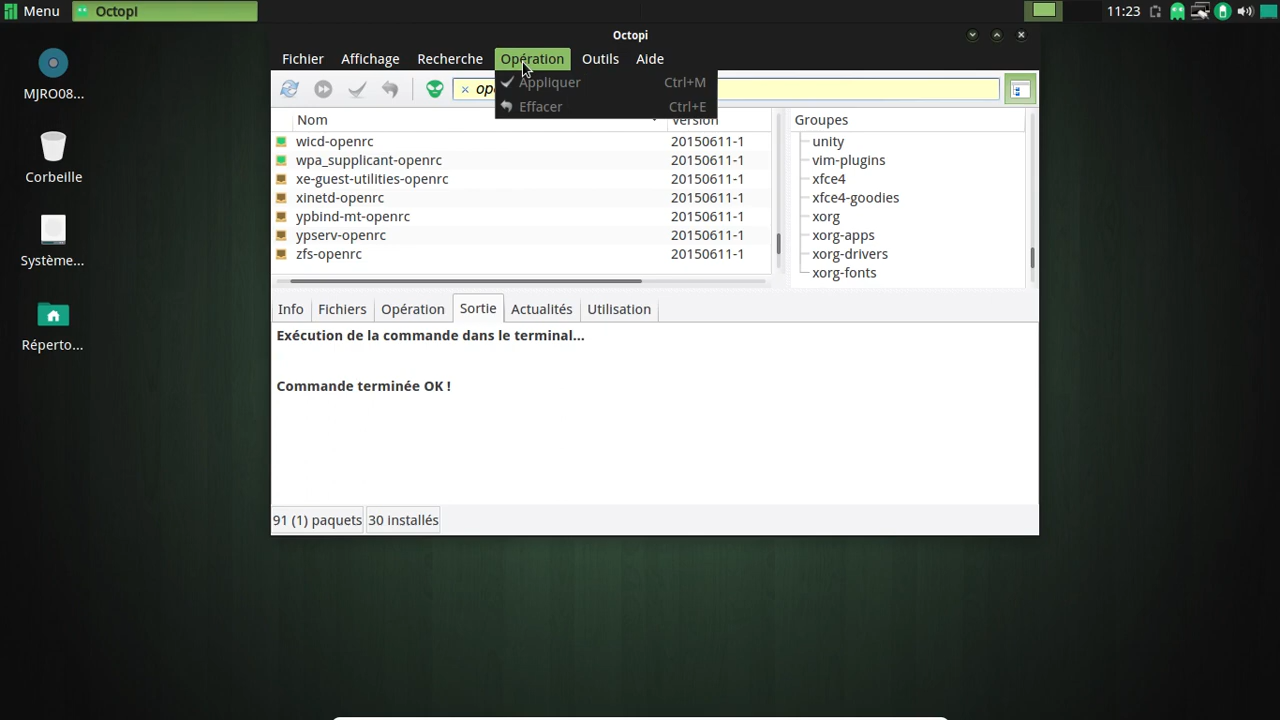 Menu
Octopi
11:23
MJRO08...
Corbeille
Système...
Réperto...
Octopi
Fichier
Affichage
Recherche
Opération
Outils
Aide
Appliquer Ctrl+M
Effacer Ctrl+E
Nom
Version
wicd-openrc 20150611-1
wpa_supplicant-openrc 20150611-1
xe-guest-utilities-openrc 20150611-1
xinetd-openrc 20150611-1
ypbind-mt-openrc 20150611-1
ypserv-openrc 20150611-1
zfs-openrc 20150611-1
Groupes
unity
vim-plugins
xfce4
xfce4-goodies
xorg
xorg-apps
xorg-drivers
xorg-fonts
Info
Fichiers
Opération
Sortie
Actualités
Utilisation
Exécution de la commande dans le terminal...
Commande terminée OK !
91 (1) paquets
30 installés